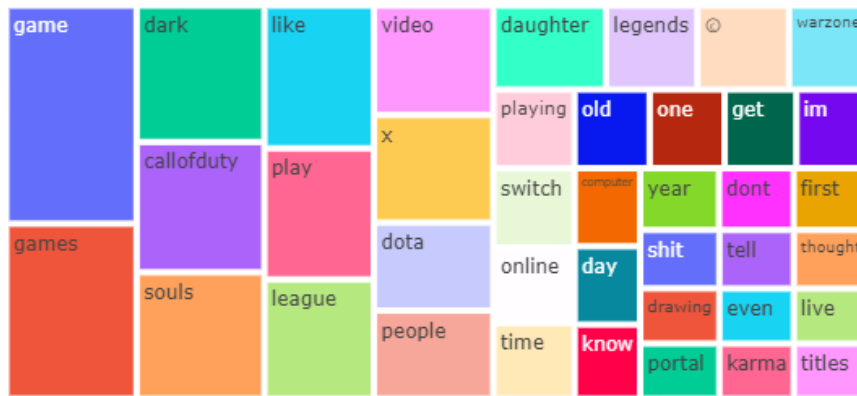 game
games
dark
callofduty
souls
like
play
league
video
x
dota
people
daughter
legends
©
warzone
playing
old
one
get
im
switch
computer
year
dont
first
online
day
shit
tell
thought
time
know
drawing
even
live
portal
karma
titles